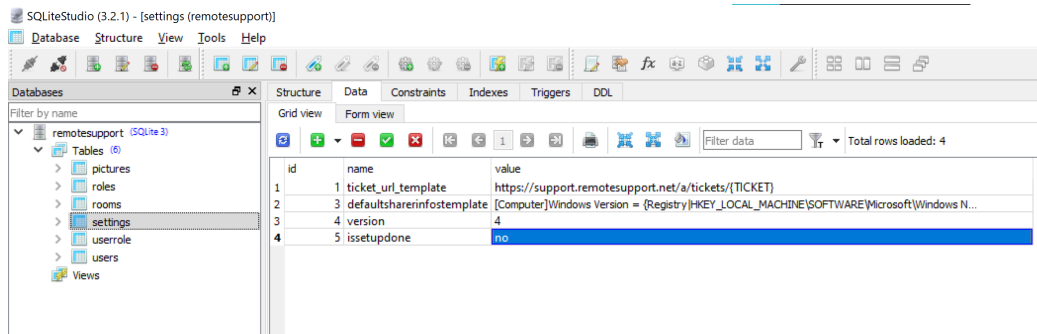 SQLiteStudio (3.2.1) - [settings (remotesupport)]
Database Structure View Tools Help
Databases
Structure Data Constraints Indexes Triggers DDL
Filter by name
Grid view Form view
remotesupport (SQLite 3)
Tables (6)
pictures
roles
rooms
settings
userrole
users
Views
1 Filter data Total rows loaded: 4
id name value
1 1 ticket_url_template https://support.remotesupport.net/a/tickets/{TICKET}
2 3 defaultsharerinfostemplate [Computer]Windows Version = {Registry|HKEY_LOCAL_MACHINE\SOFTWARE\Microsoft\Windows N...
3 4 version 4
4 5 issetupdone no